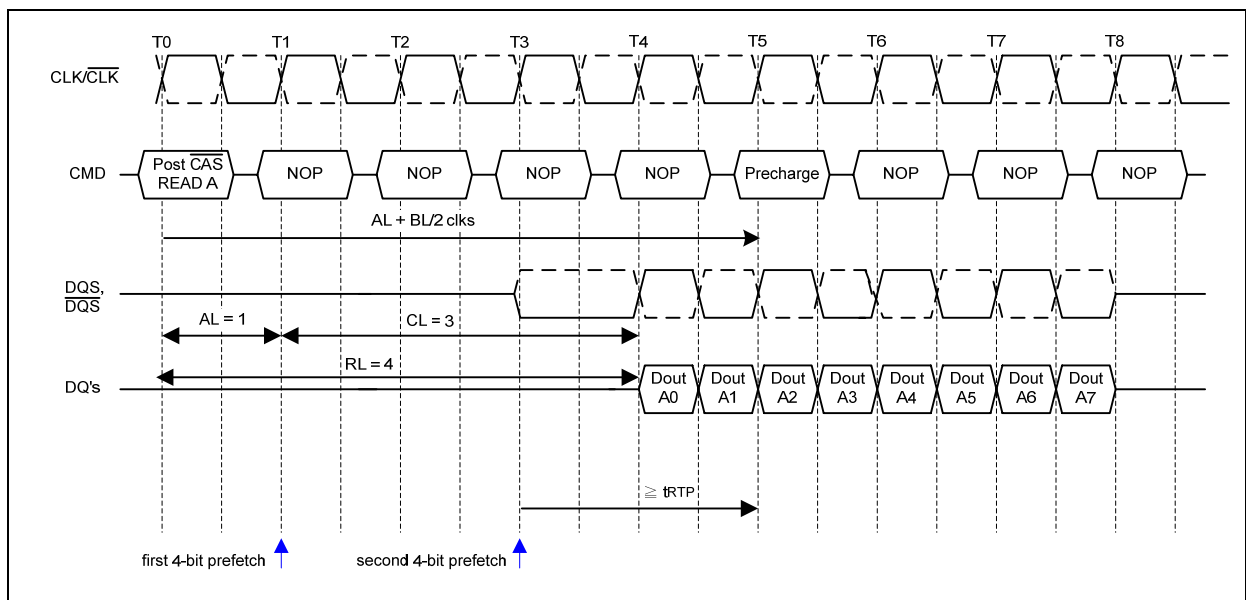 T0 T1 T2 T3 T4 T5 T6 T7 T8
CLK/C̅L̅K̅
CMD
Post C̅A̅S̅
READ A
NOP NOP NOP NOP Precharge NOP NOP NOP
AL + BL/2 clks
DQS,
D̅Q̅S̅
AL = 1 CL = 3
RL = 4
DQ's
Dout A0
Dout A1
Dout A2
Dout A3
Dout A4
Dout A5
Dout A6
Dout A7
≧ tRTP
first 4-bit prefetch second 4-bit prefetch